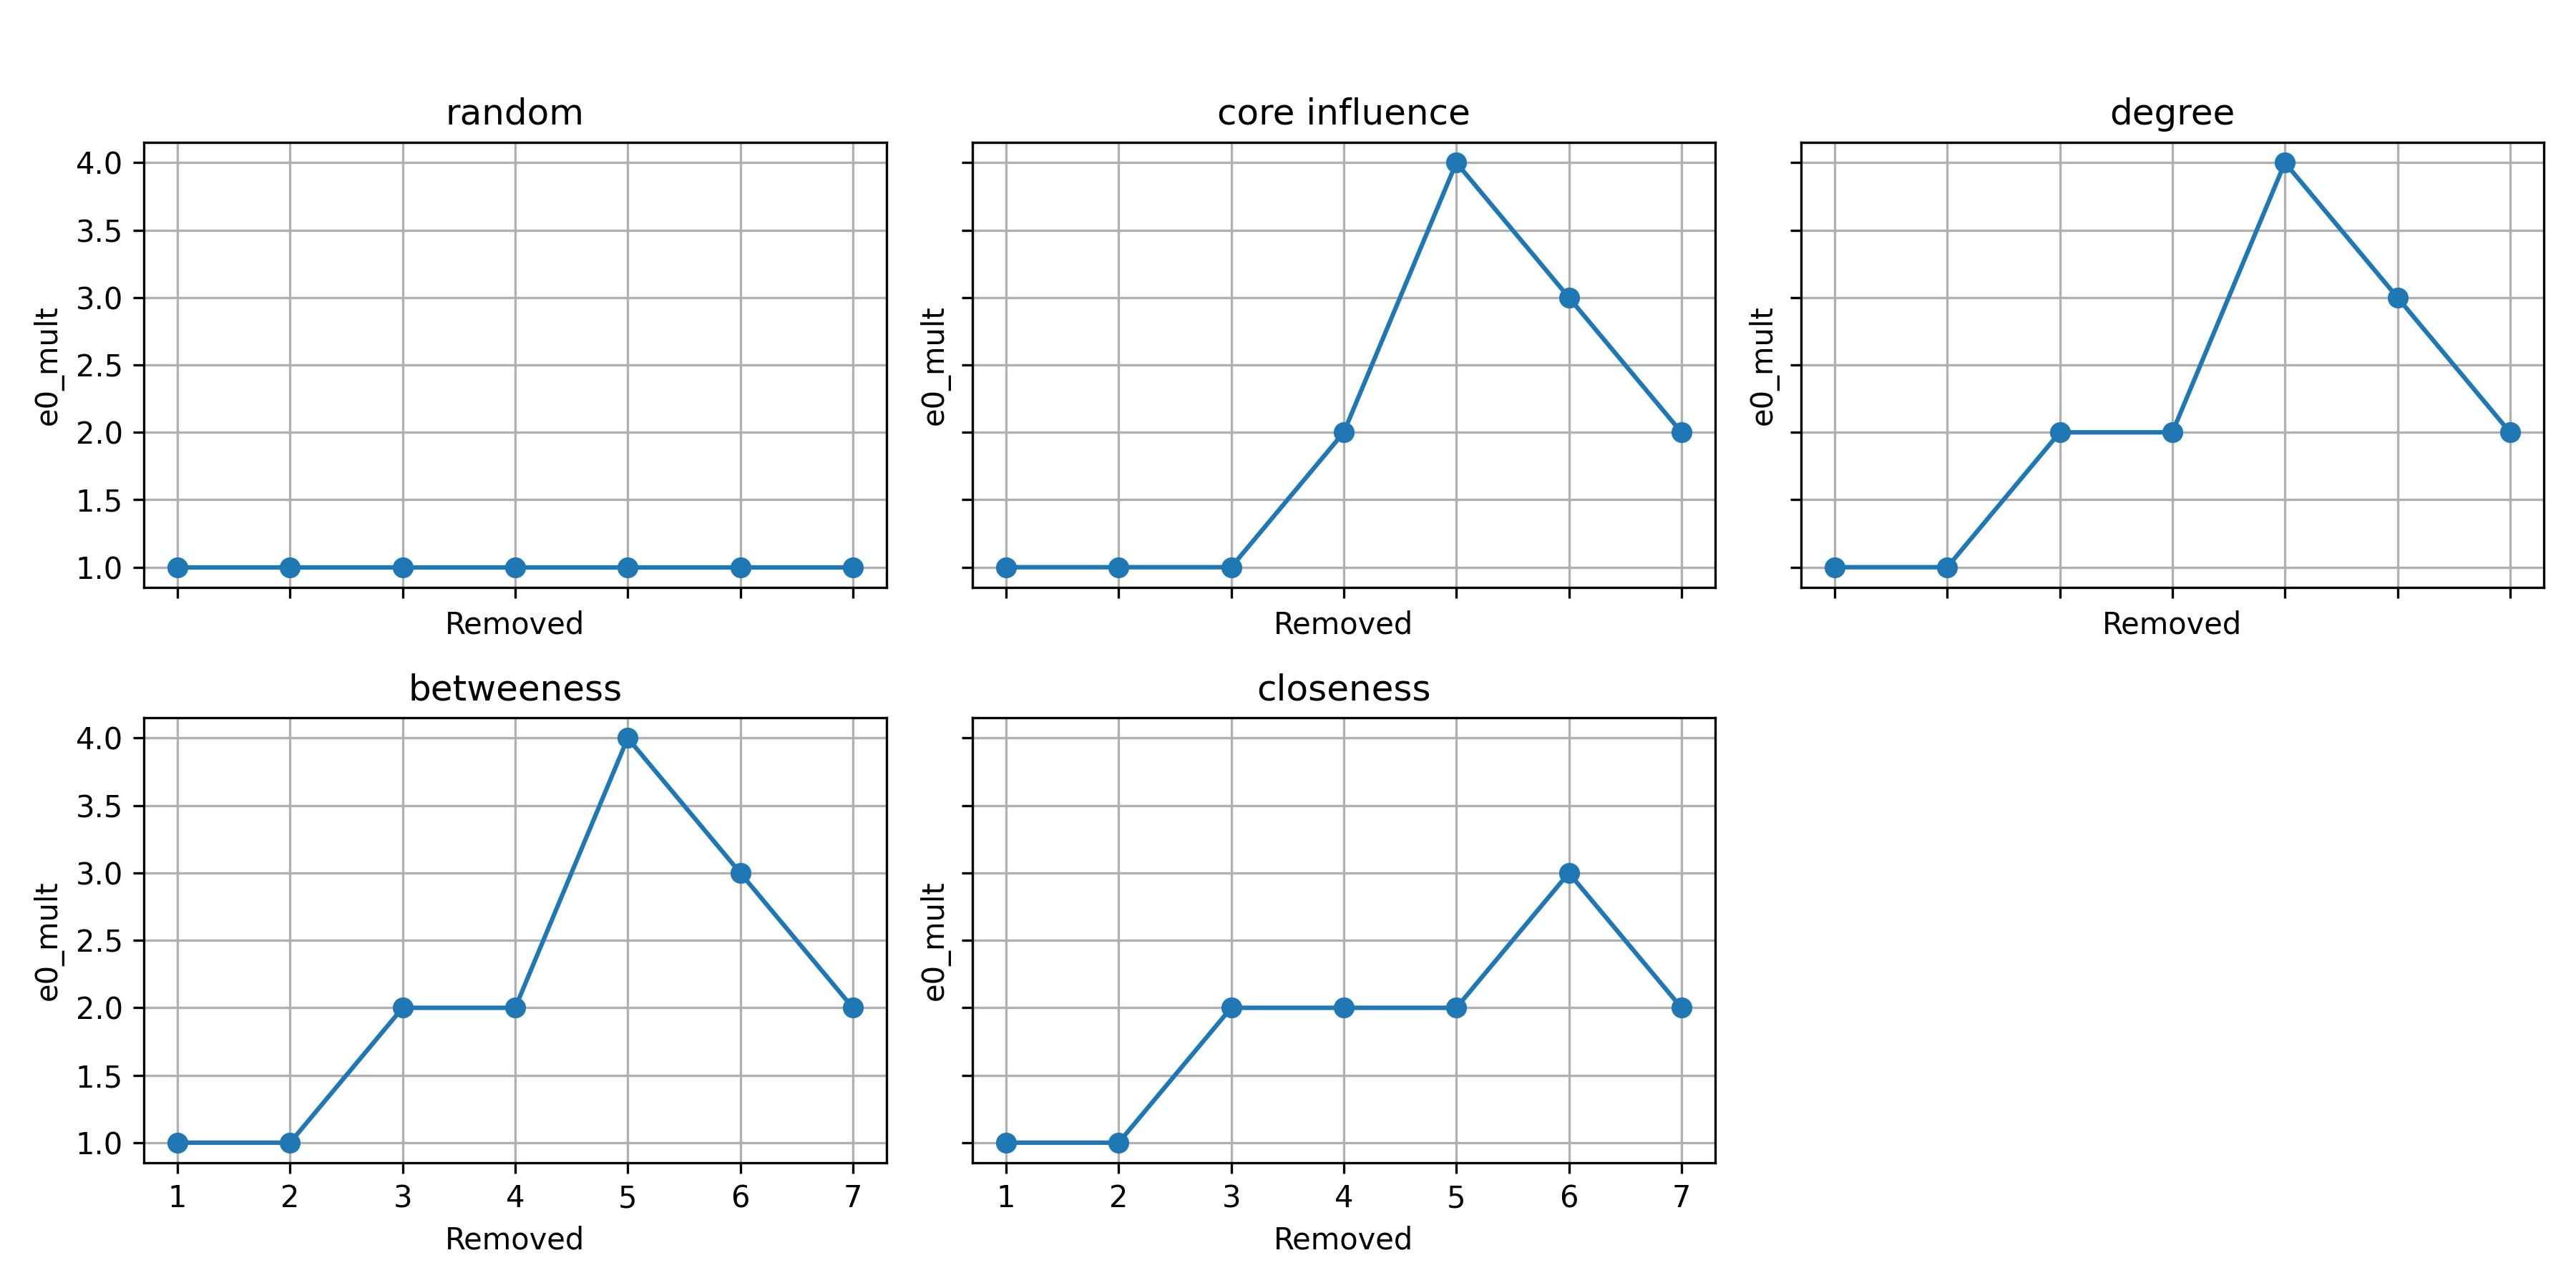 random
core influence
degree
4.0
3.5
3.0
2.5
2.0
1.5
1.0
e0_mult
e0_mult
e0_mult
Removed
Removed
Removed
betweeness
closeness
4.0
3.5
3.0
2.5
2.0
1.5
1.0
e0_mult
e0_mult
1 2 3 4 5 6 7
1 2 3 4 5 6 7
Removed
Removed